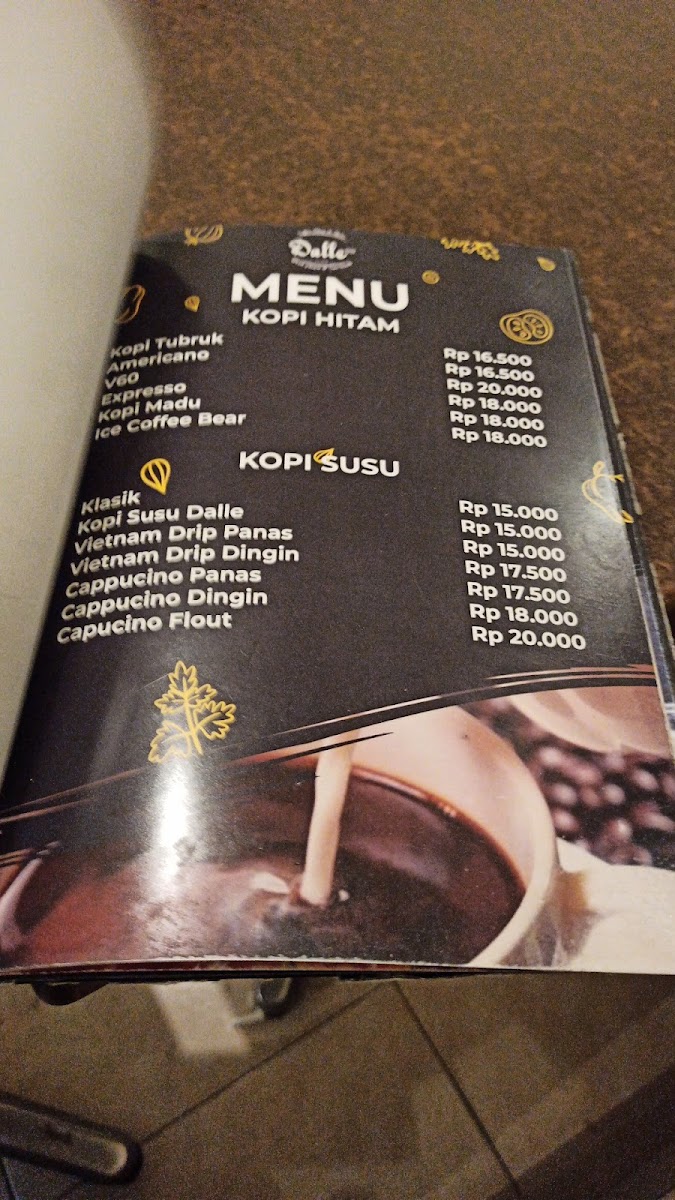 Dalle
MENU
KOPI HITAM
Kopi Tubruk Rp 16.500
Americano Rp 16.500
V60 Rp 20.000
Expresso Rp 18.000
Kopi Madu Rp 18.000
Ice Coffee Bear Rp 18.000
KOPI SUSU
Klasik Rp 15.000
Kopi Susu Dalle Rp 15.000
Vietnam Drip Panas Rp 15.000
Vietnam Drip Dingin Rp 17.500
Cappucino Panas Rp 17.500
Cappucino Dingin Rp 18.000
Capucino Flout Rp 20.000